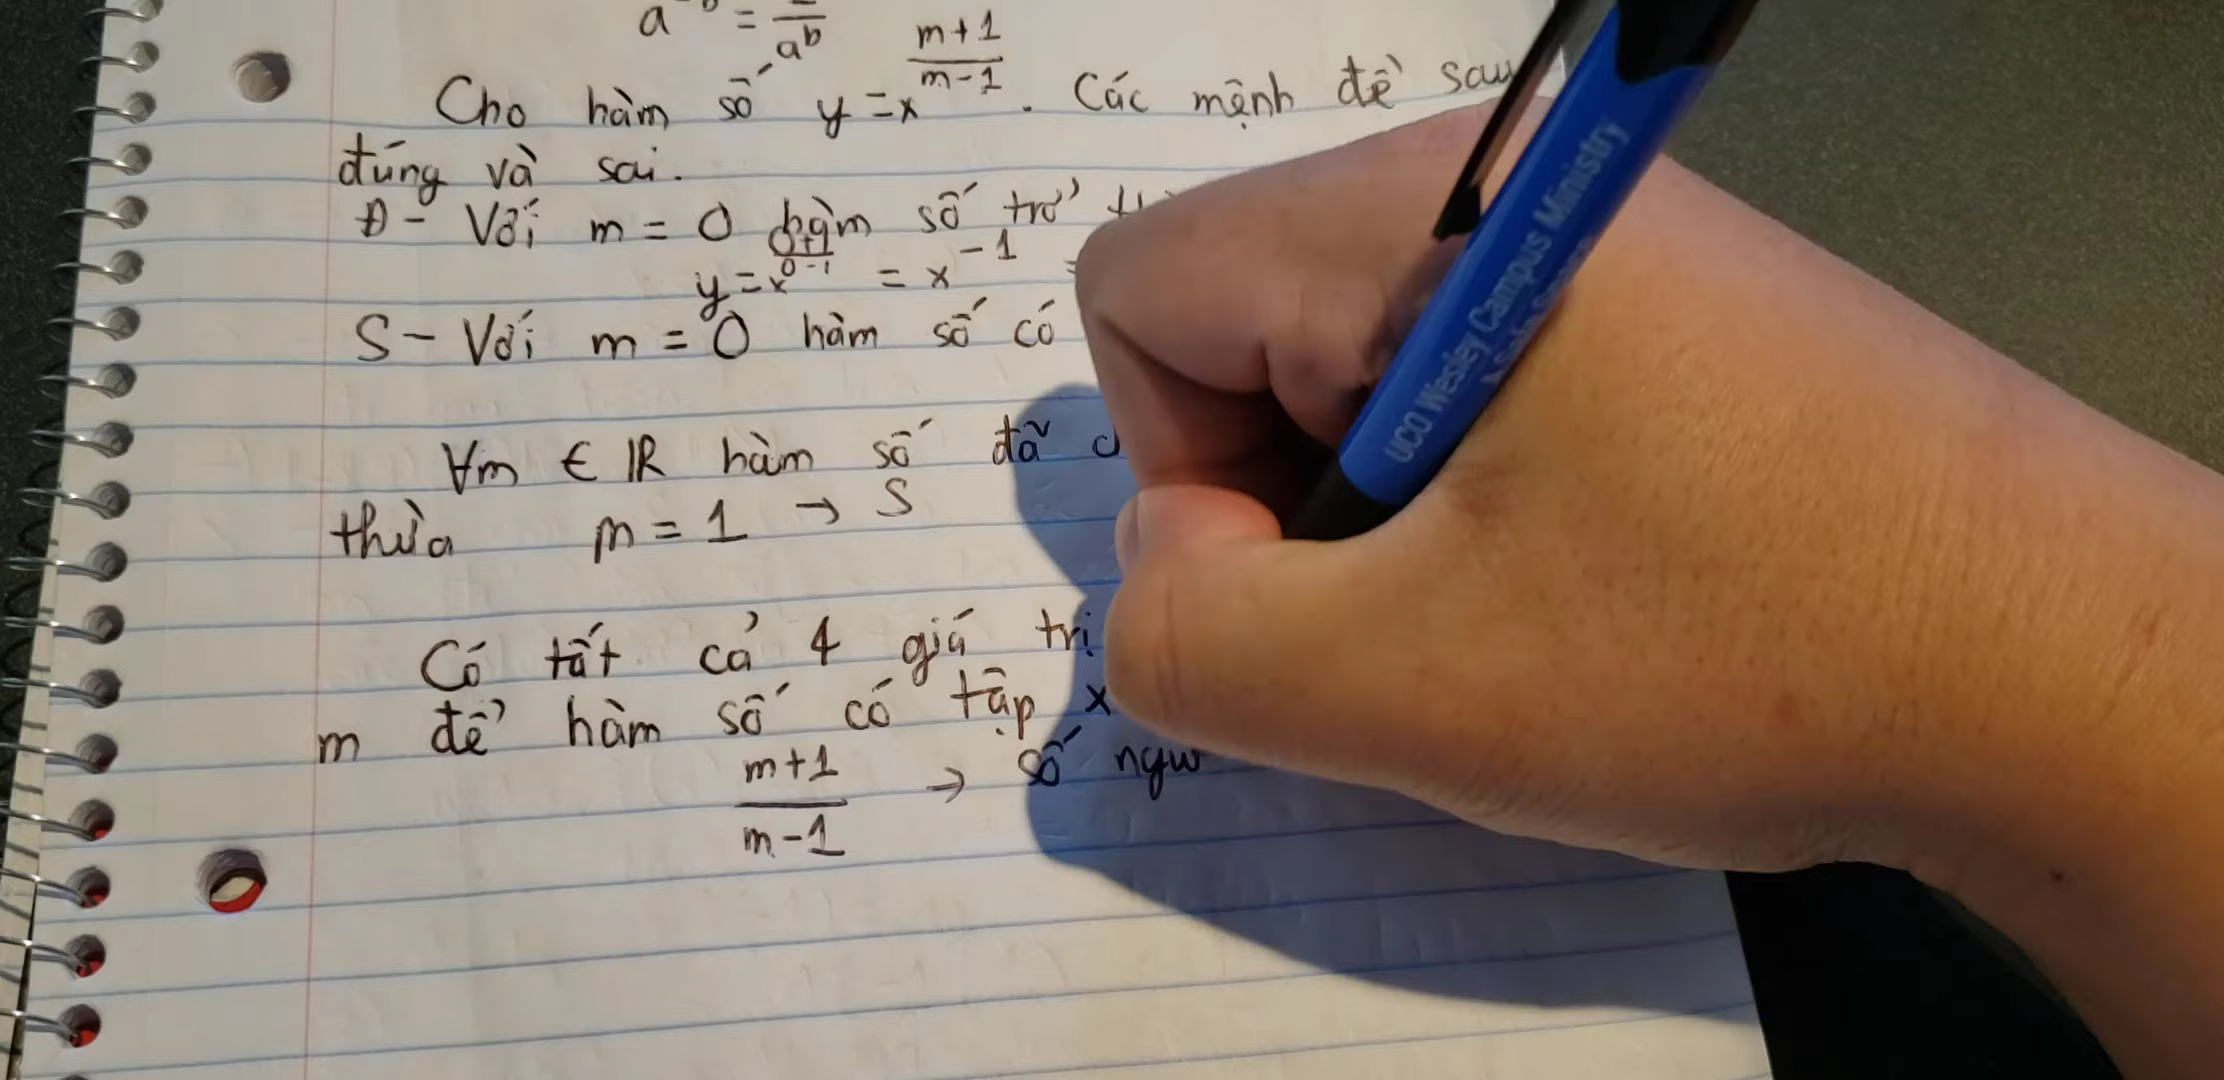 a^-b = 1/a^b
Cho hàm số y = x^(m+1)/(m-1). Các mệnh đề sau
đúng và sai.
Đ - Với m = 0 hàm số trở
y = x^(0+1)/(0-1) = x^-1 =
S - Với m = 0 hàm số có
∀m ∈ ℝ hàm số đã
thừa m = 1 → S
Có tất cả 4 giá trị
m để hàm số có tập x
(m+1)/(m-1) → số
UCO Wesley Campus Ministry